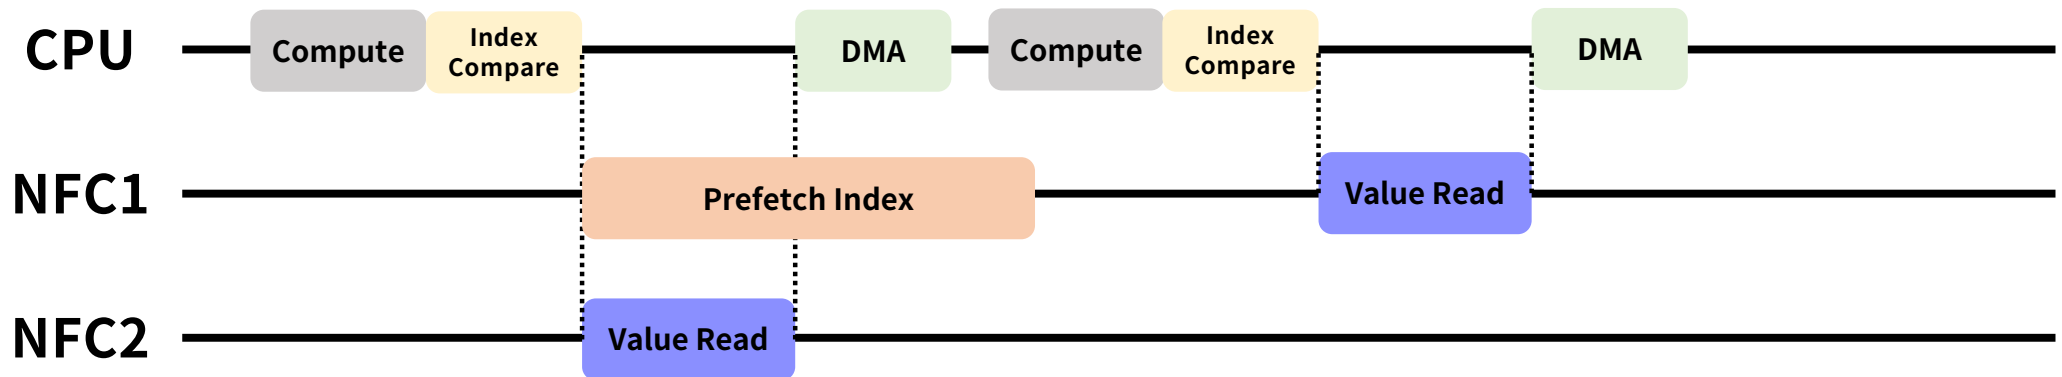 CPU
Compute
Index
Compare
DMA
Compute
Index
Compare
DMA
NFC1
Prefetch Index
Value Read
NFC2
Value Read